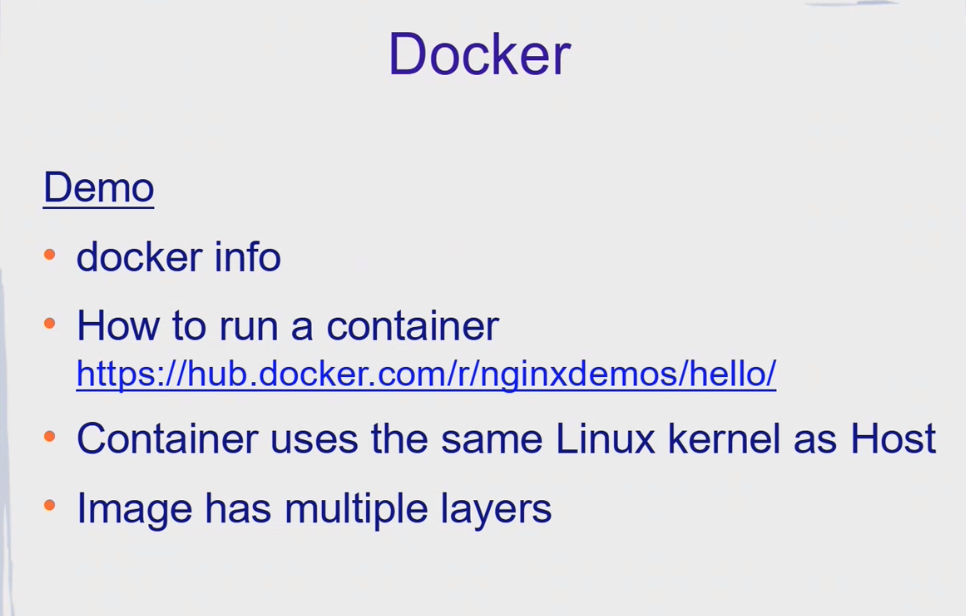 Docker
Demo
• docker info
• How to run a container
https://hub.docker.com/r/nginxdemos/hello/
• Container uses the same Linux kernel as Host
• Image has multiple layers